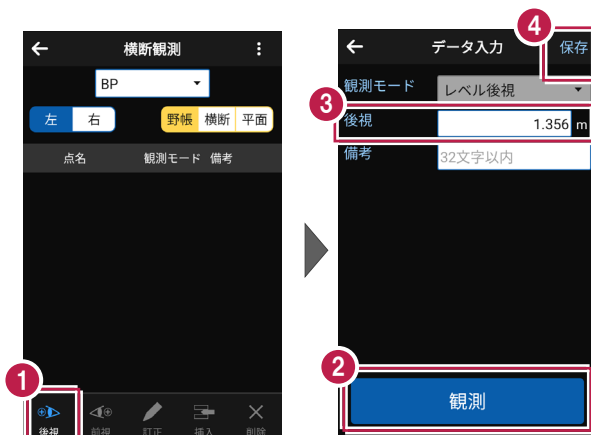 横断観測
BP
左 右 野帳 横断 平面
点名 観測モード 備考
1
後視 前視 訂正 挿入 削除
4
データ入力 保存
観測モード レベル後視
3
後視 1.356 m
備考 32文字以内
2
観測